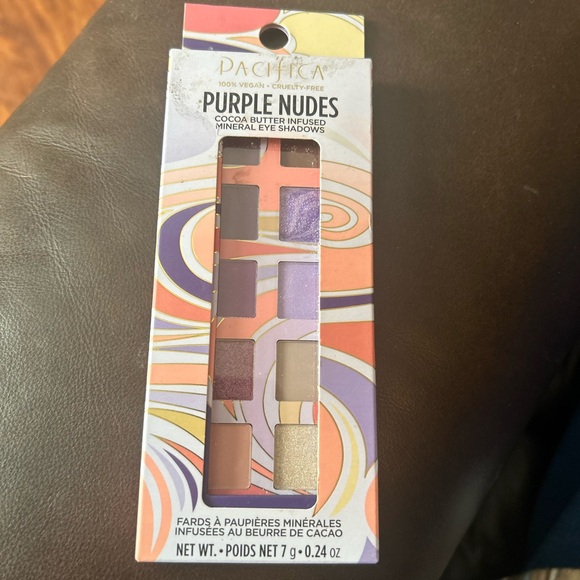 PACIFICA
100% VEGAN • CRUELTY-FREE
PURPLE NUDES
COCOA BUTTER INFUSED
MINERAL EYE SHADOWS
FARDS À PAUPIÈRES MINÉRALES
INFUSÉES AU BEURRE DE CACAO
NET WT. • POIDS NET 7 g • 0.24 OZ